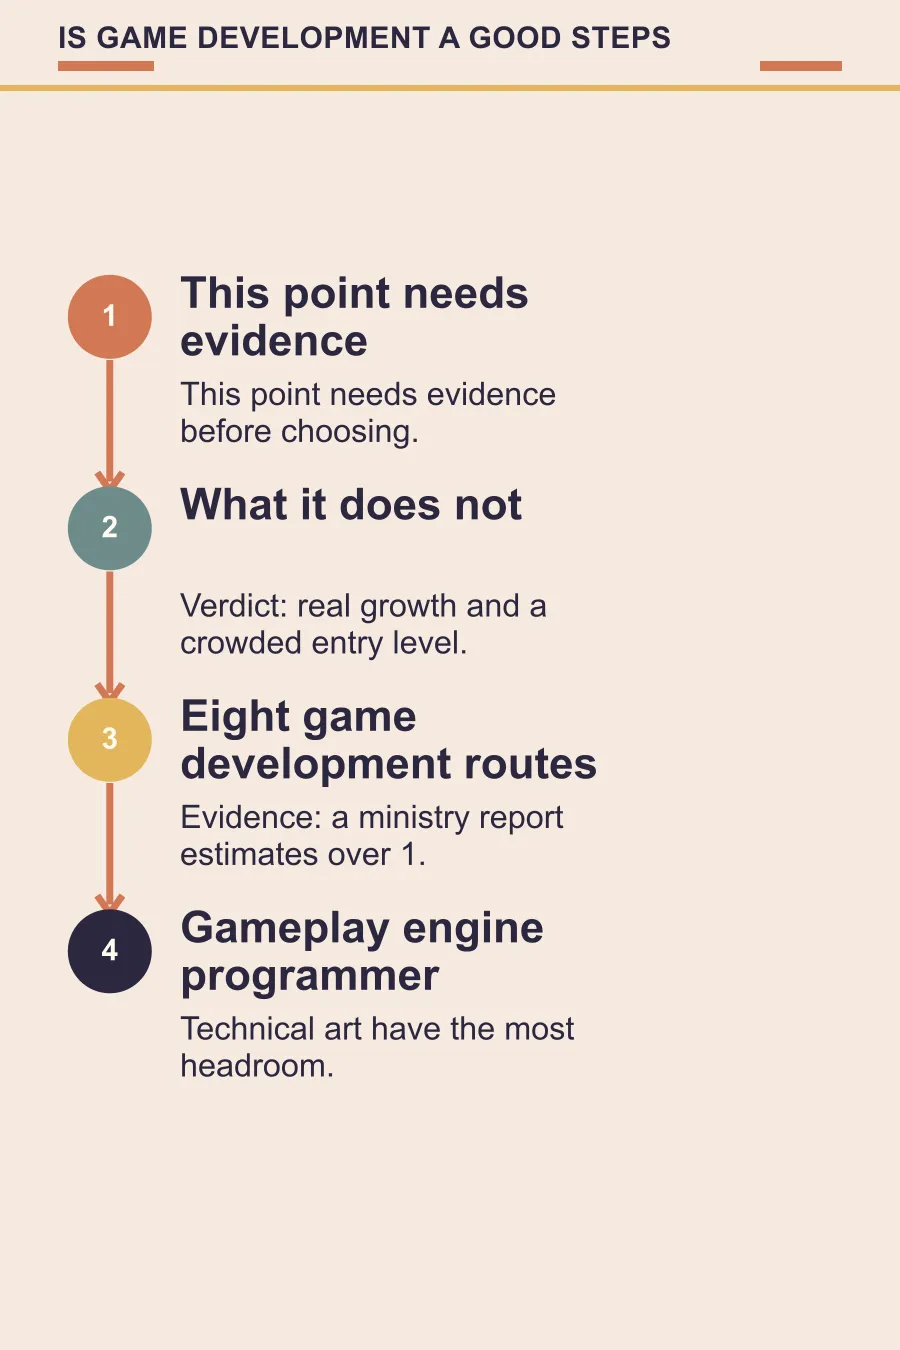 IS GAME DEVELOPMENT A GOOD STEPS
1
This point needs
evidence
This point needs evidence
before choosing.
2
What it does not
Verdict: real growth and a
crowded entry level.
3
Eight game
development routes
Evidence: a ministry report
estimates over 1.
4
Gameplay engine
programmer
Technical art have the most
headroom.